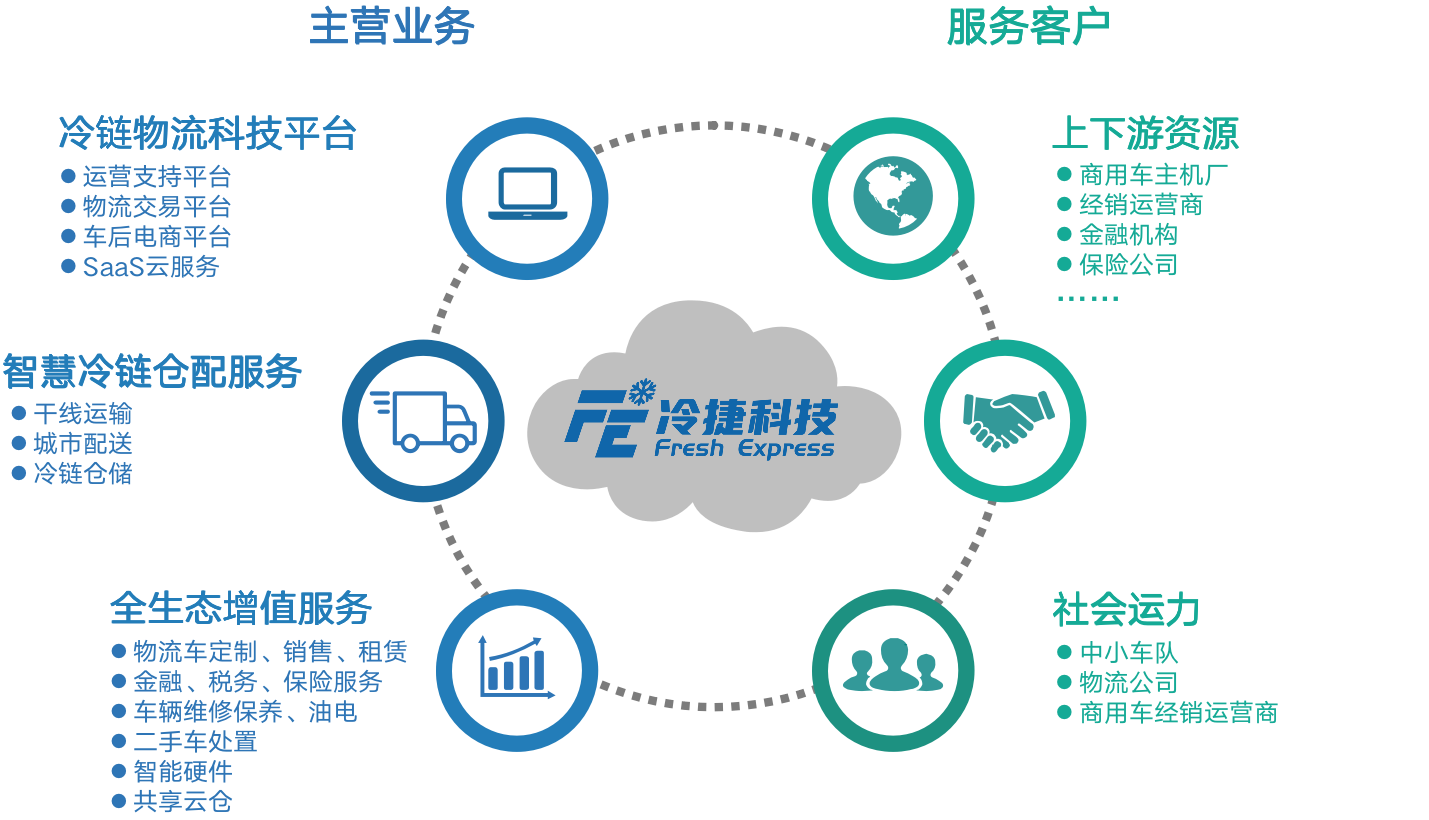 主营业务
冷链物流科技平台
运营支持平台
物流交易平台
车后电商平台
SaaS云服务
智慧冷链仓配服务
干线运输
城市配送
冷链仓储
全生态增值服务
物流车定制、销售、租赁
金融、税务、保险服务
车辆维修保养、油电
二手车处置
智能硬件
共享云仓
FE冷捷科技
Fresh Express
服务客户
上下游资源
商用车主机厂
经销运营商
金融机构
保险公司
……
社会运力
中小车队
物流公司
商用车经销运营商